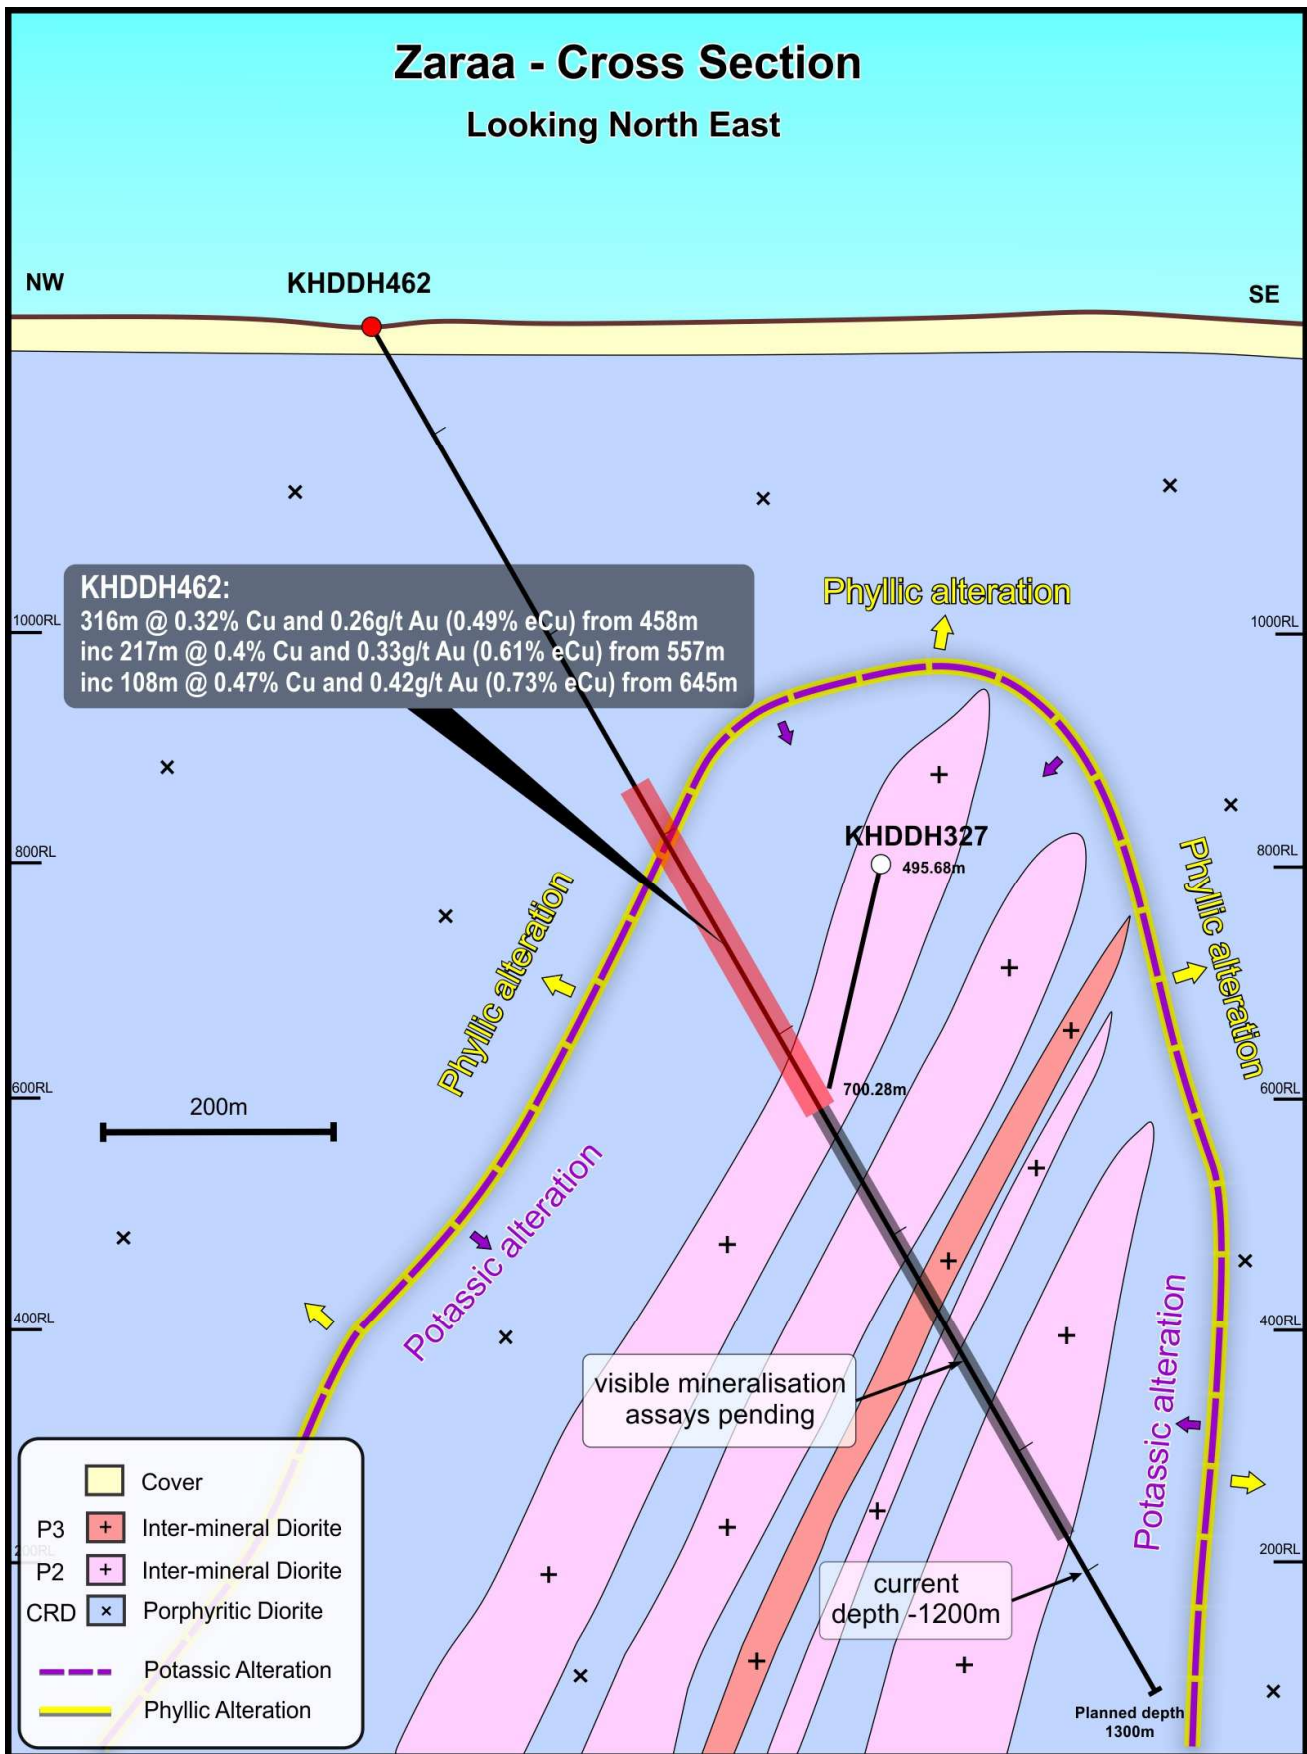 Zaraa - Cross Section
Looking North East
NW
KHDDH462
SE
KHDDH462:
316m @ 0.32% Cu and 0.26g/t Au (0.49% eCu) from 458m
inc 217m @ 0.4% Cu and 0.33g/t Au (0.61% eCu) from 557m
inc 108m @ 0.47% Cu and 0.42g/t Au (0.73% eCu) from 645m
Phyllic alteration
1000RL
1000RL
KHDDH327
495.68m
800RL
800RL
Phyllic alteration
Phyllic alteration
700.28m
600RL
600RL
200m
Potassic alteration
400RL
400RL
Potassic alteration
visible mineralisation
assays pending
Cover
P3 + Inter-mineral Diorite
200RL
200RL
P2 + Inter-mineral Diorite
CRD × Porphyritic Diorite
Potassic Alteration
Phyllic Alteration
current
depth -1200m
Planned depth
1300m